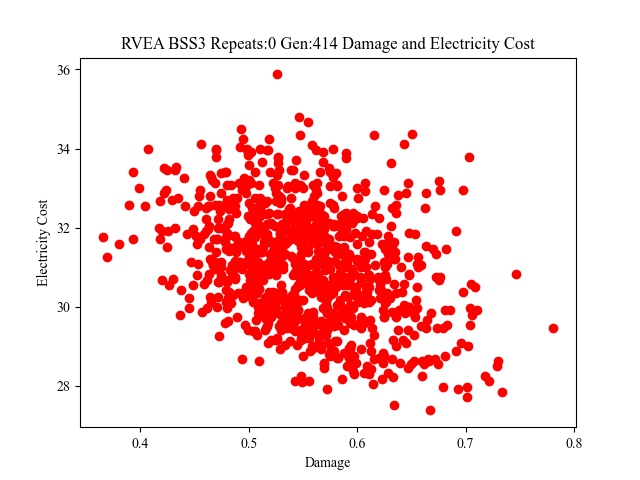 RVEA BSS3 Repeats:0 Gen:414 Damage and Electricity Cost
36
34
32
30
28
Electricity Cost
0.4 0.5 0.6 0.7 0.8
Damage